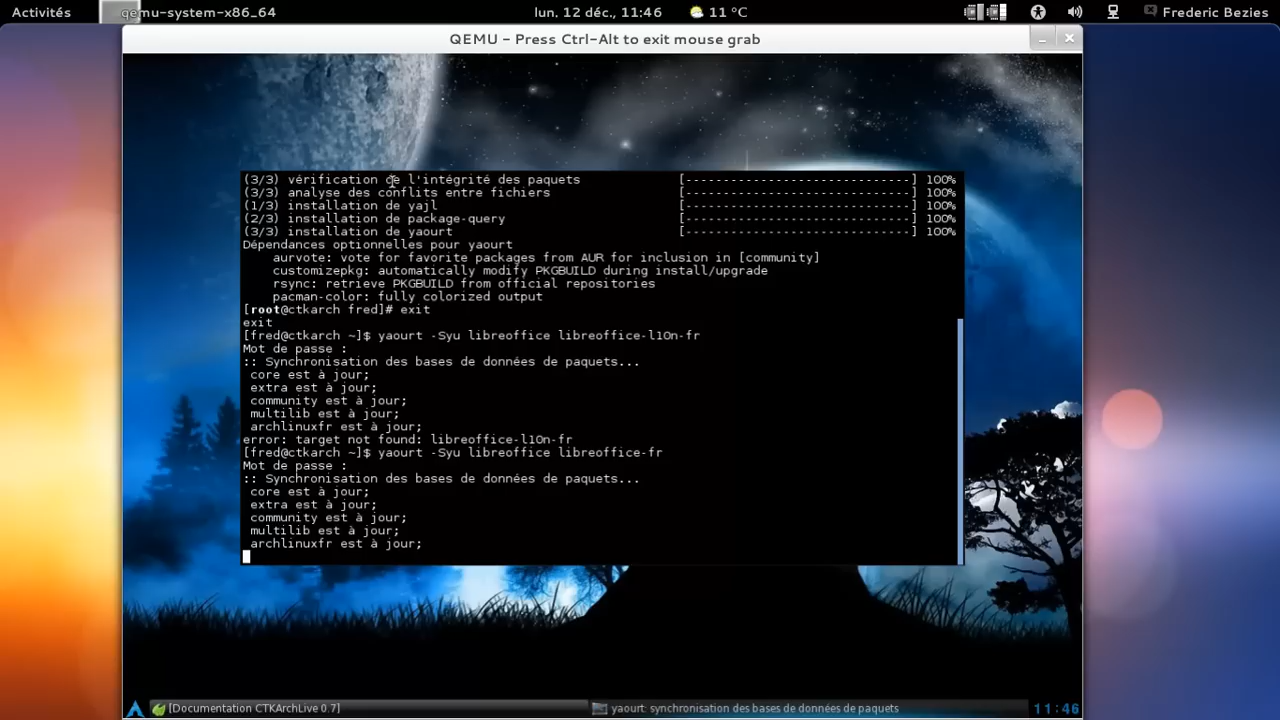 Activités
qemu-system-x86_64
lun. 12 déc., 11:46
11 °C
Frederic Bezies
QEMU - Press Ctrl-Alt to exit mouse grab
(3/3) vérification de l'intégrité des paquets [------------------------------] 100%
(3/3) analyse des conflits entre fichiers [------------------------------] 100%
(1/3) installation de yajl [------------------------------] 100%
(2/3) installation de package-query [------------------------------] 100%
(3/3) installation de yaourt [------------------------------] 100%
Dépendances optionnelles pour yaourt
aurvote: vote for favorite packages from AUR for inclusion in [community]
customizepkg: automatically modify PKGBUILD during install/upgrade
rsync: retrieve PKGBUILD from official repositories
pacman-color: fully colorized output
[root@ctkarch fred]# exit
exit
[fred@ctkarch ~]$ yaourt -Syu libreoffice libreoffice-l10n-fr
Mot de passe :
:: Synchronisation des bases de données de paquets...
core est à jour;
extra est à jour;
community est à jour;
multilib est à jour;
archlinuxfr est à jour;
error: target not found: libreoffice-l10n-fr
[fred@ctkarch ~]$ yaourt -Syu libreoffice libreoffice-fr
Mot de passe :
:: Synchronisation des bases de données de paquets...
core est à jour;
extra est à jour;
community est à jour;
multilib est à jour;
archlinuxfr est à jour;
[Documentation CTKArchLive 0.7]
yaourt: synchronisation des bases de données de paquets
11:46